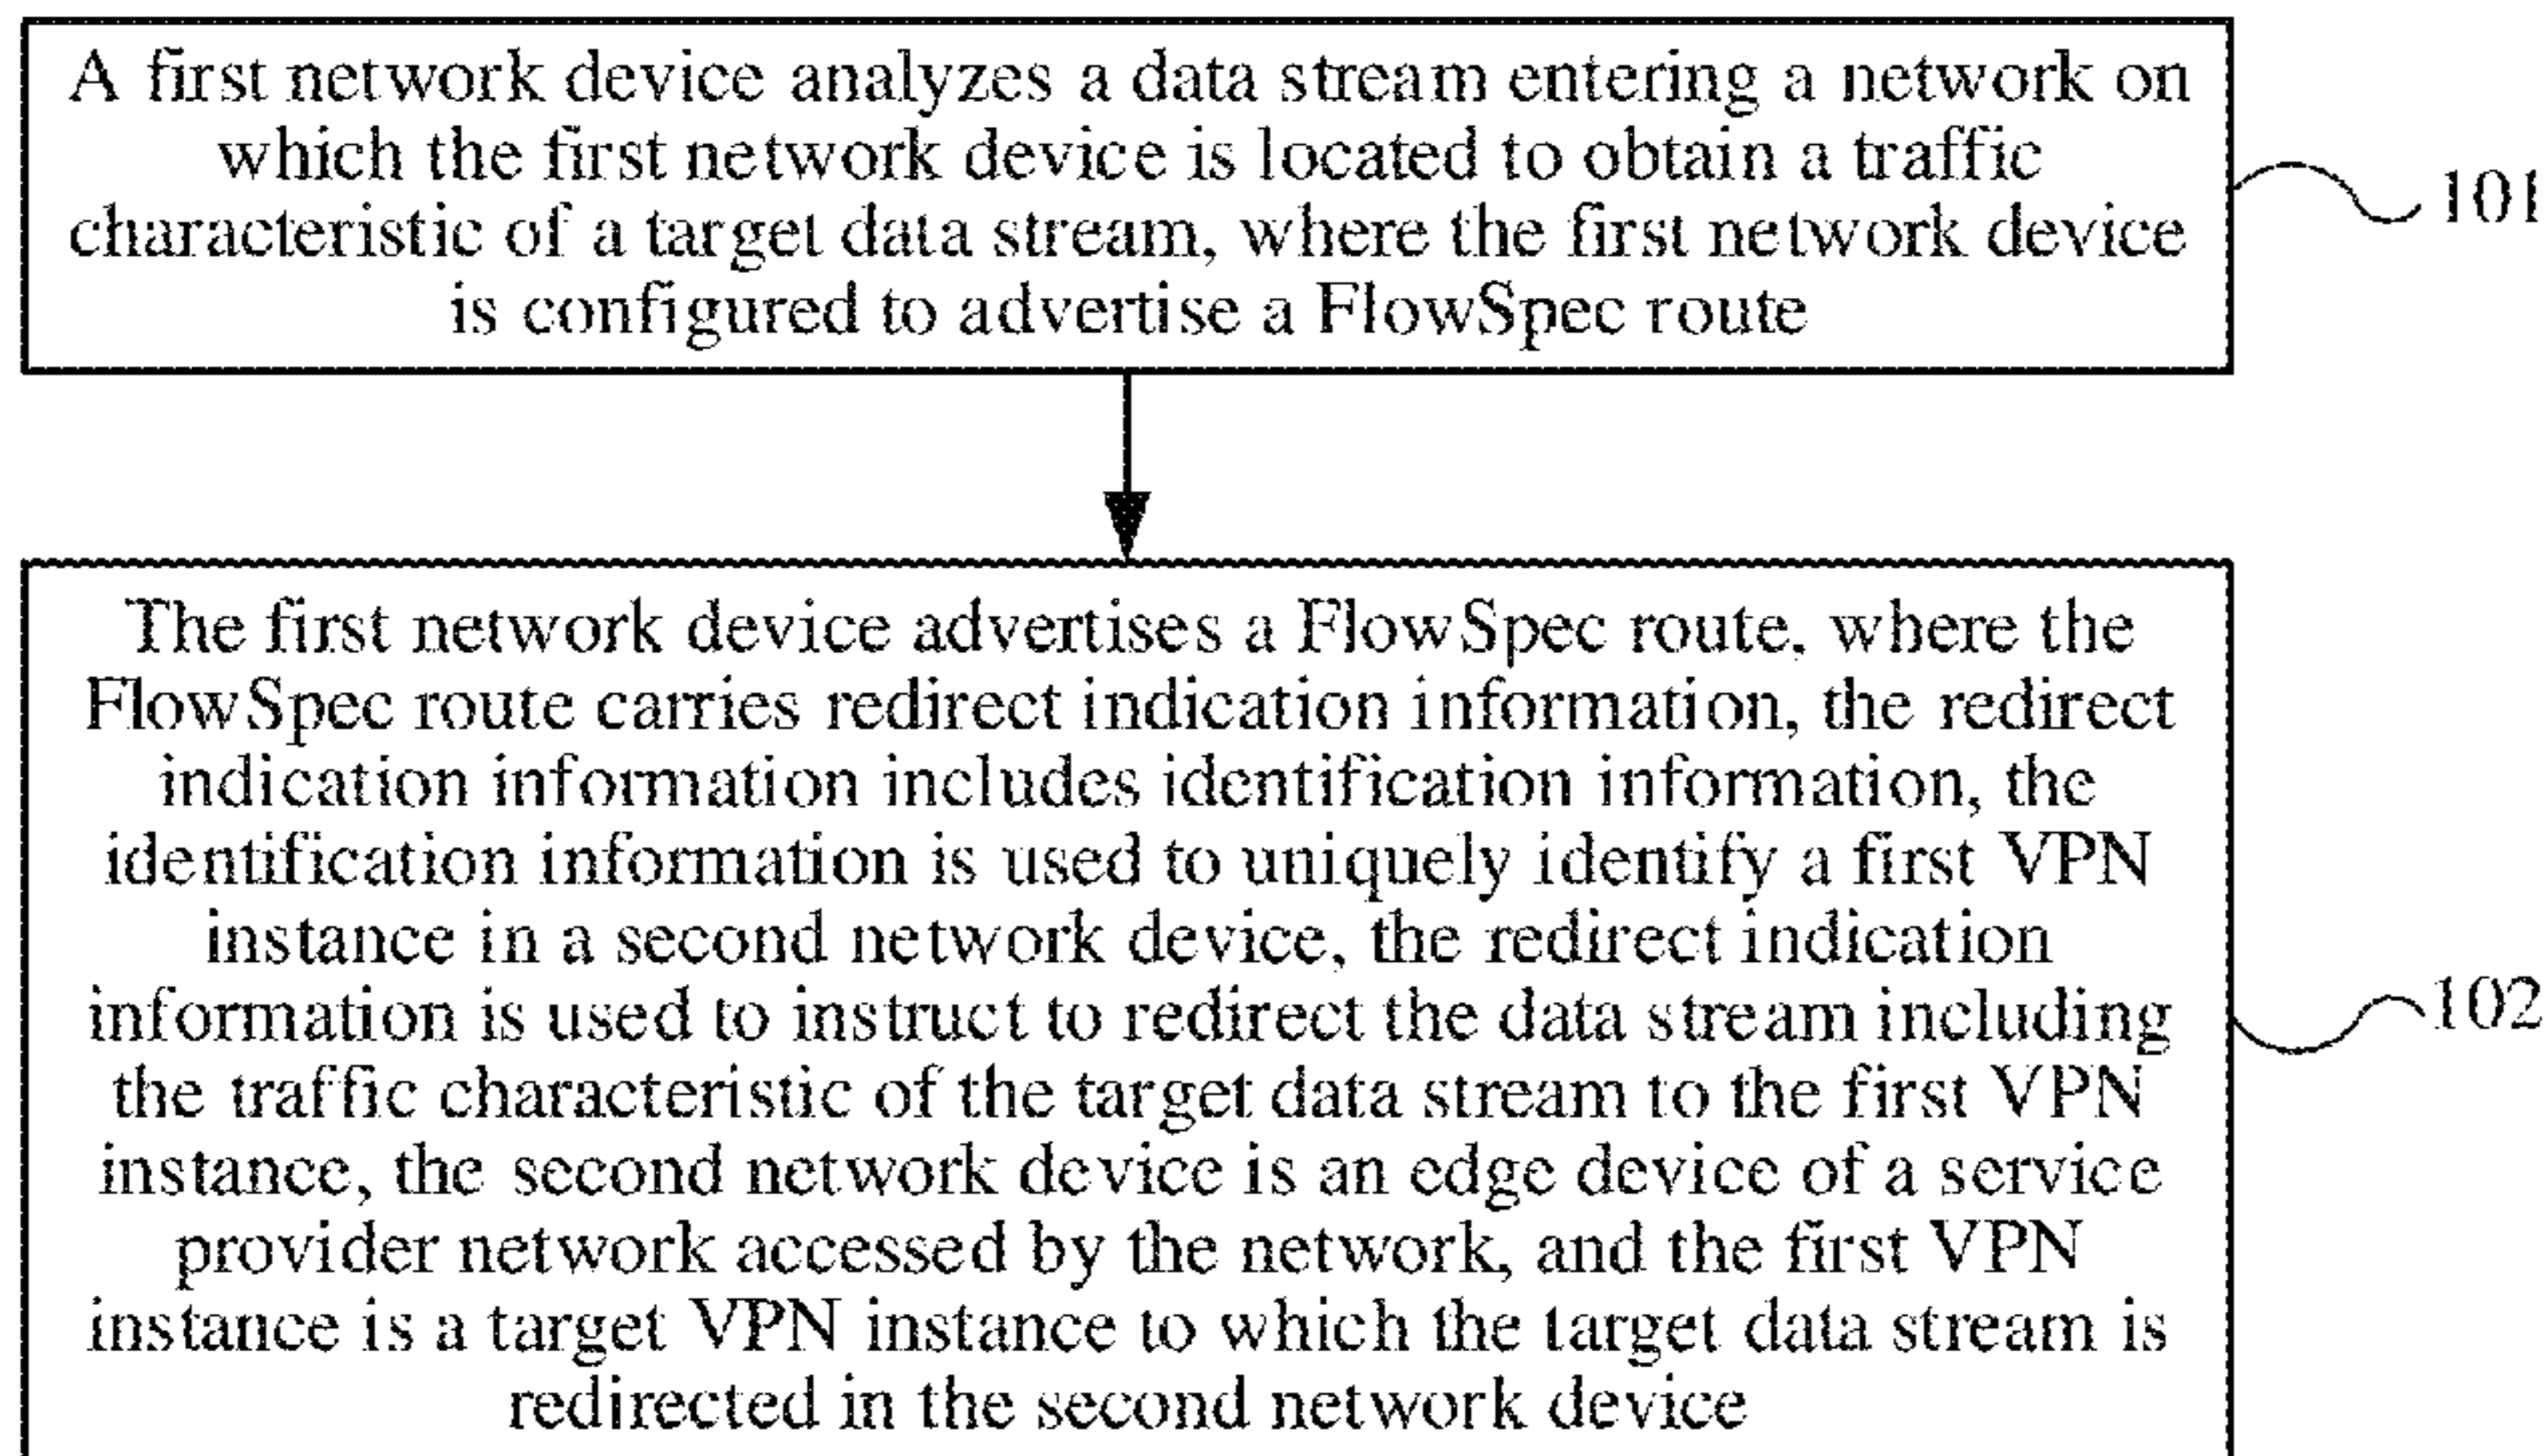 A first network device analyzes a data stream entering a network on
which the first network device is located to obtain a traffic
characteristic of a target data stream, where the first network device
is configured to advertise a FlowSpec route
101
The first network device advertises a FlowSpec route, where the
FlowSpec route carries redirect indication information, the redirect
indication information includes identification information, the
identification information is used to uniquely identify a first VPN
instance in a second network device, the redirect indication
information is used to instruct to redirect the data stream including
the traffic characteristic of the target data stream to the first VPN
instance, the second network device is an edge device of a service
provider network accessed by the network, and the first VPN
instance is a target VPN instance to which the target data stream is
redirected in the second network device
102